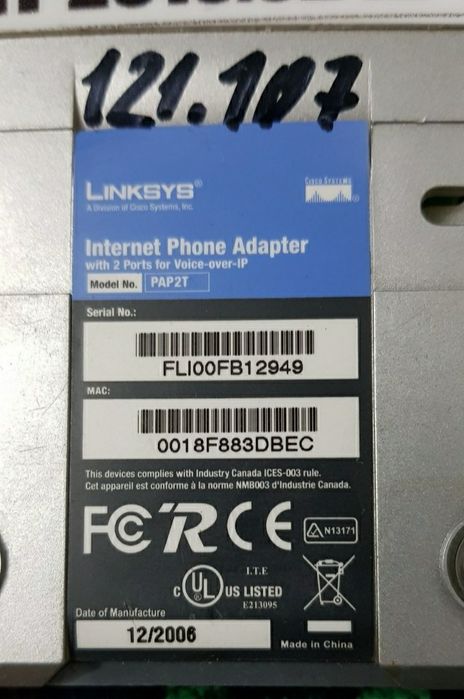 121.107
LINKSYS®
A Division of Cisco Systems, Inc.
CISCO SYSTEMS
Internet Phone Adapter
with 2 Ports for Voice-over-IP
Model No. PAP2T
Serial No.:
FLI00FB12949
MAC:
0018F883DBEC
This devices complies with Industry Canada ICES-003 rule.
Cet appareil est conforme à la norme NMB003 d'Industrie Canada.
FC CE
N13171
I.T.E
C UL US LISTED
E213095
Date of Manufacture
12/2006
Made in China